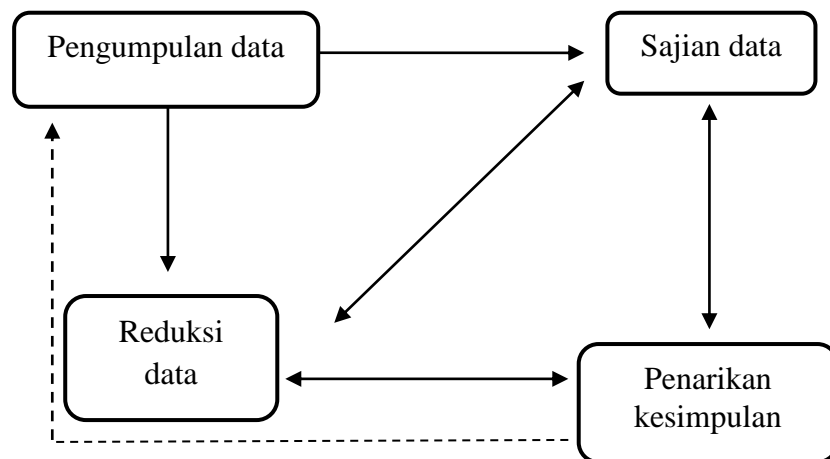 Pengumpulan data
Sajian data
Reduksi
data
Penarikan
kesimpulan